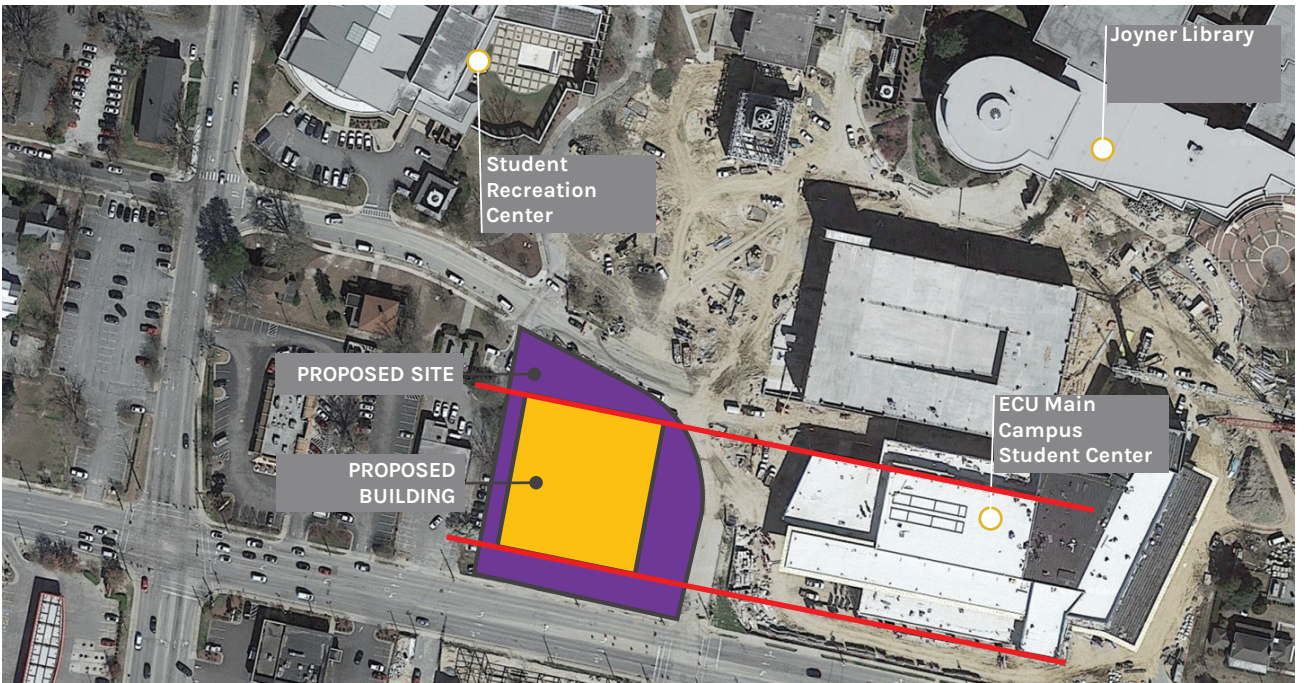 Joyner Library
Student
Recreation
Center
PROPOSED SITE
ECU Main
Campus
Student Center
PROPOSED
BUILDING